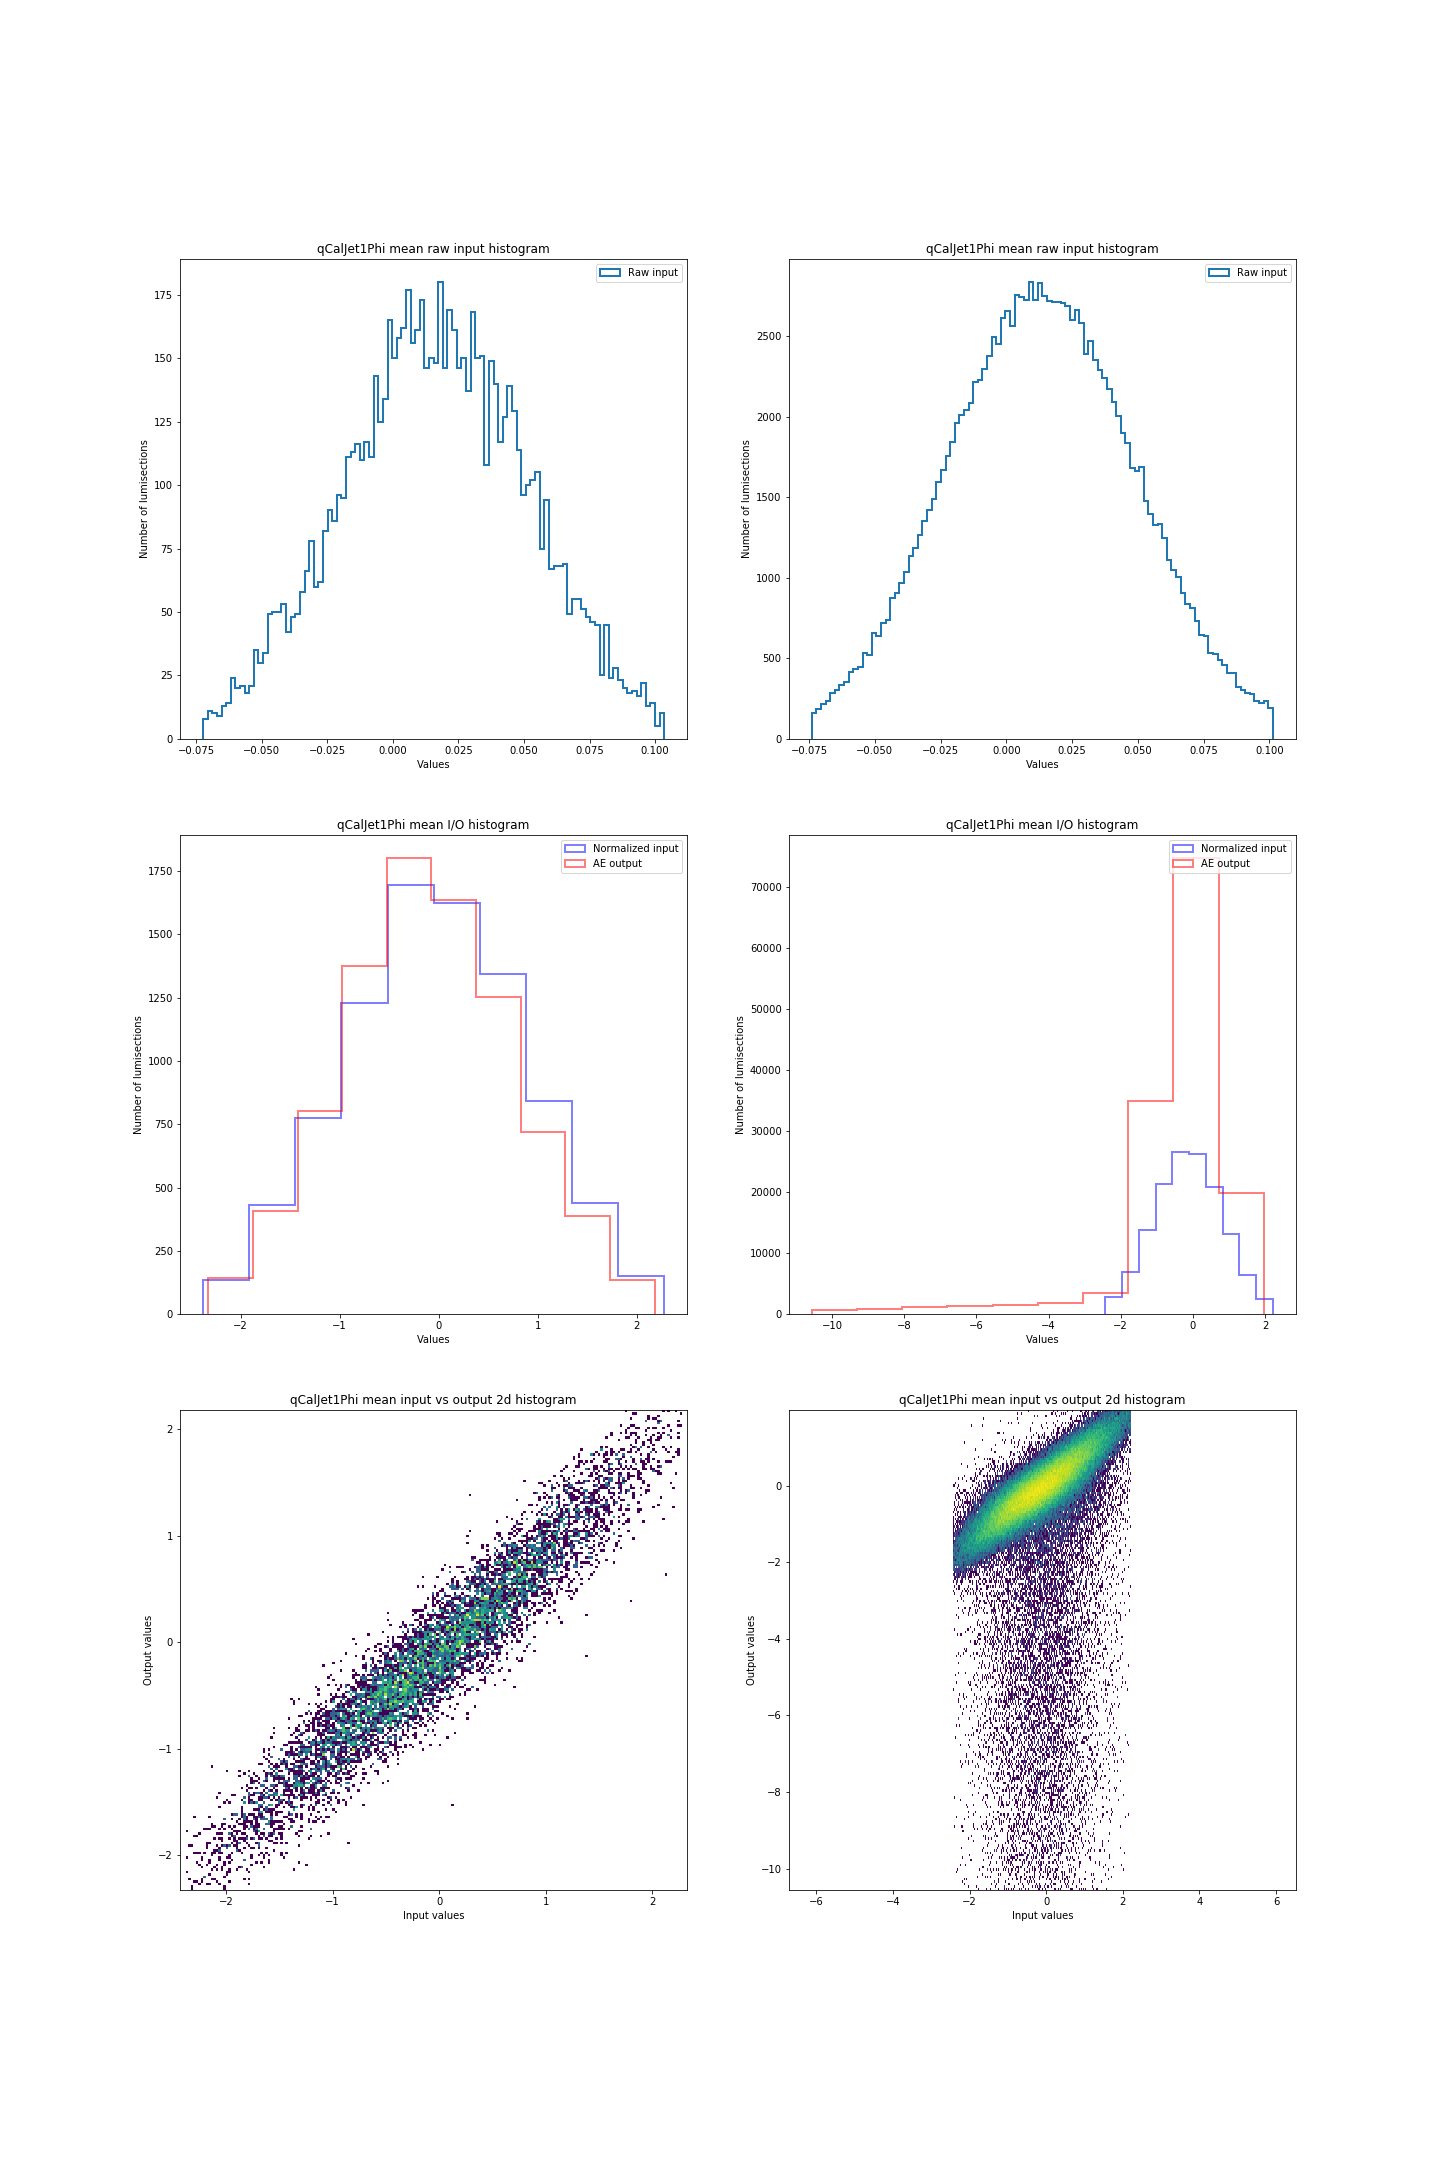 qCalJet1Phi mean raw input histogram
Raw input
175
150
125
100
75
50
25
0
Number of lumisections
−0.075 −0.050 −0.025 0.000 0.025 0.050 0.075 0.100
Values
qCalJet1Phi mean raw input histogram
Raw input
2500
2000
1500
1000
500
0
Number of lumisections
−0.075 −0.050 −0.025 0.000 0.025 0.050 0.075 0.100
Values
qCalJet1Phi mean I/O histogram
Normalized input
AE output
1750
1500
1250
1000
750
500
250
0
Number of lumisections
−2 −1 0 1 2
Values
qCalJet1Phi mean I/O histogram
Normalized input
AE output
70000
60000
50000
40000
30000
20000
10000
0
Number of lumisections
−10 −8 −6 −4 −2 0 2
Values
qCalJet1Phi mean input vs output 2d histogram
2
1
0
−1
−2
Output values
−2 −1 0 1 2
Input values
qCalJet1Phi mean input vs output 2d histogram
0
−2
−4
−6
−8
−10
Output values
−6 −4 −2 0 2 4 6
Input values